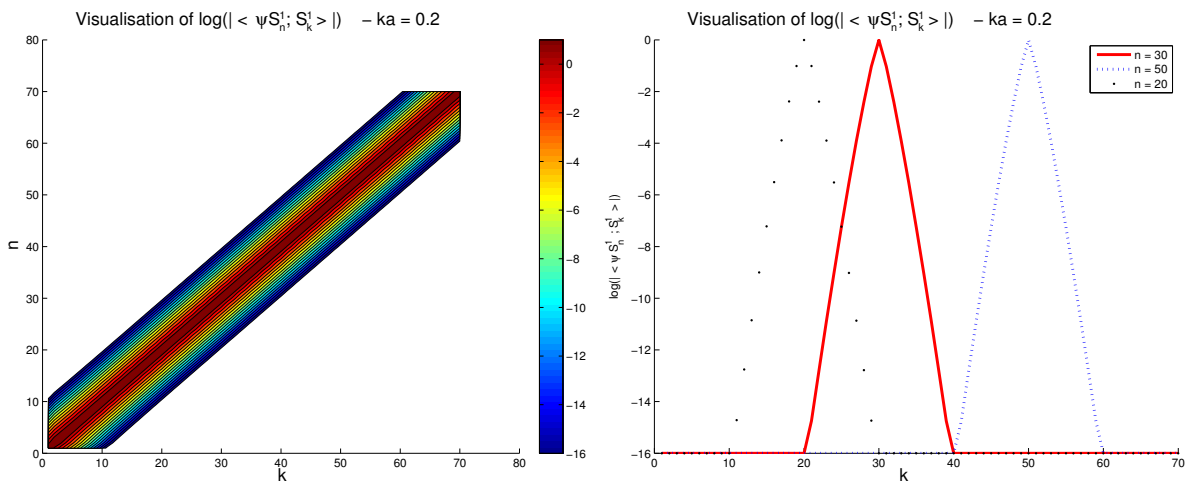 Visualisation of log(| < ψS¹ₙ; S¹ₖ > |) − ka = 0.2
80
70
60
50
40
30
20
10
0
n
0 10 20 30 40 50 60 70 80
k
0
−2
−4
−6
−8
−10
−12
−14
−16
Visualisation of log(| < ψS¹ₙ; S¹ₖ > |) − ka = 0.2
0
−2
−4
−6
−8
−10
−12
−14
−16
log(| < ψ S¹ₙ ; S¹ₖ > |)
0 10 20 30 40 50 60 70
k
n = 30
n = 50
n = 20